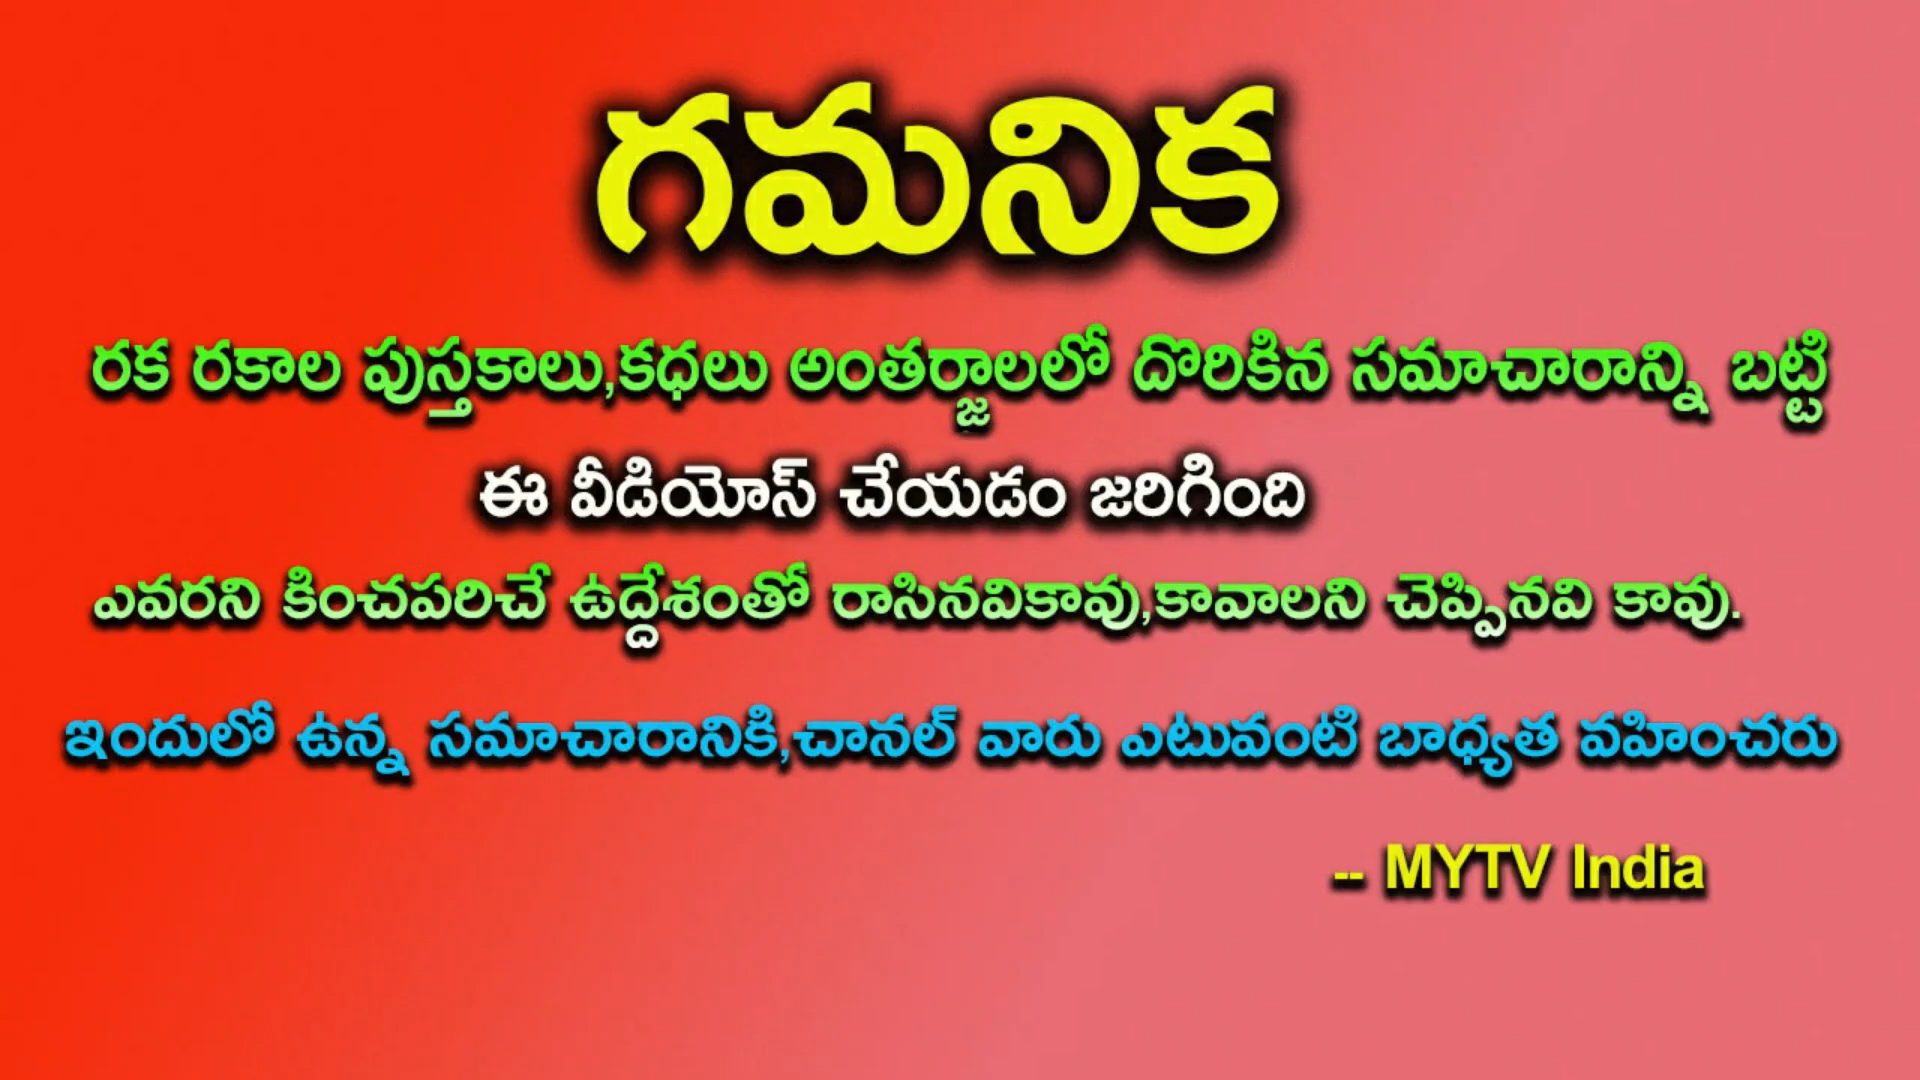 గమనిక
రక రకాల పుస్తకాలు,కధలు అంతర్జాలలో దొరికిన సమాచారాన్ని బట్టి
ఈ వీడియోస్ చేయడం జరిగింది
ఎవరని కించపరిచే ఉద్దేశంతో రాసినవికావు,కావాలని చెప్పినవి కావు.
ఇందులో ఉన్న సమాచారానికి,చానల్ వారు ఎటువంటి బాధ్యత వహించరు
-- MYTV India